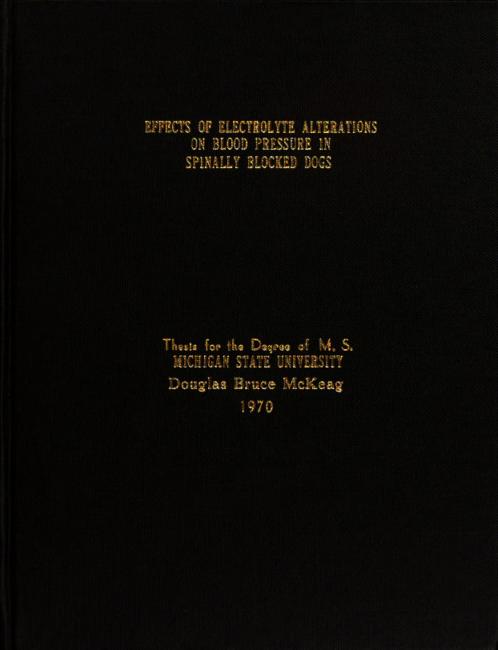 EFFECTS OF ELECTROLYTE ALTERATIONS
ON BLOOD PRESSURE IN
SPINALLY BLOCKED DOGS
Thesis for the Degree of M. S.
MICHIGAN STATE UNIVERSITY
Douglas Bruce McKeag
1970